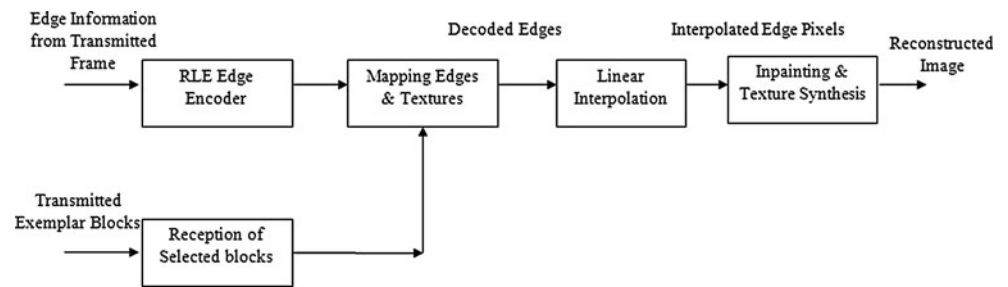 Edge Information
from Transmitted
Frame
RLE Edge
Encoder
Mapping Edges
& Textures
Decoded Edges
Linear
Interpolation
Interpolated Edge Pixels
Inpainting &
Texture Synthesis
Reconstructed
Image
Transmitted
Exemplar Blocks
Reception of
Selected blocks